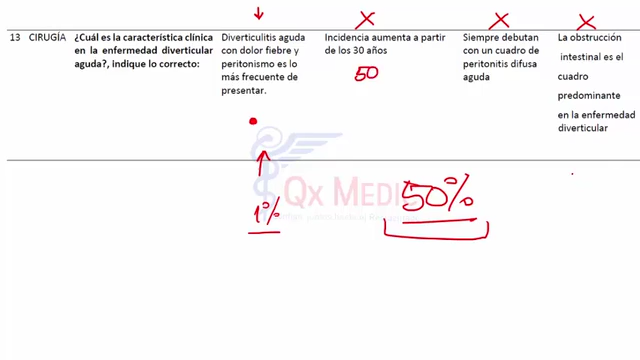 13 CIRUGÍA ¿Cuál es la característica clínica
en la enfermedad diverticular
aguda?, indique lo correcto:
Diverticulitis aguda
con dolor fiebre y
peritonismo es lo
más frecuente de
presentar.
Incidencia aumenta a partir
de los 30 años
50
Siempre debutan
con un cuadro de
peritonitis difusa
aguda
La obstrucción
intestinal es el
cuadro
predominante
en la enfermedad
diverticular
QX MEDIC
1%
50%